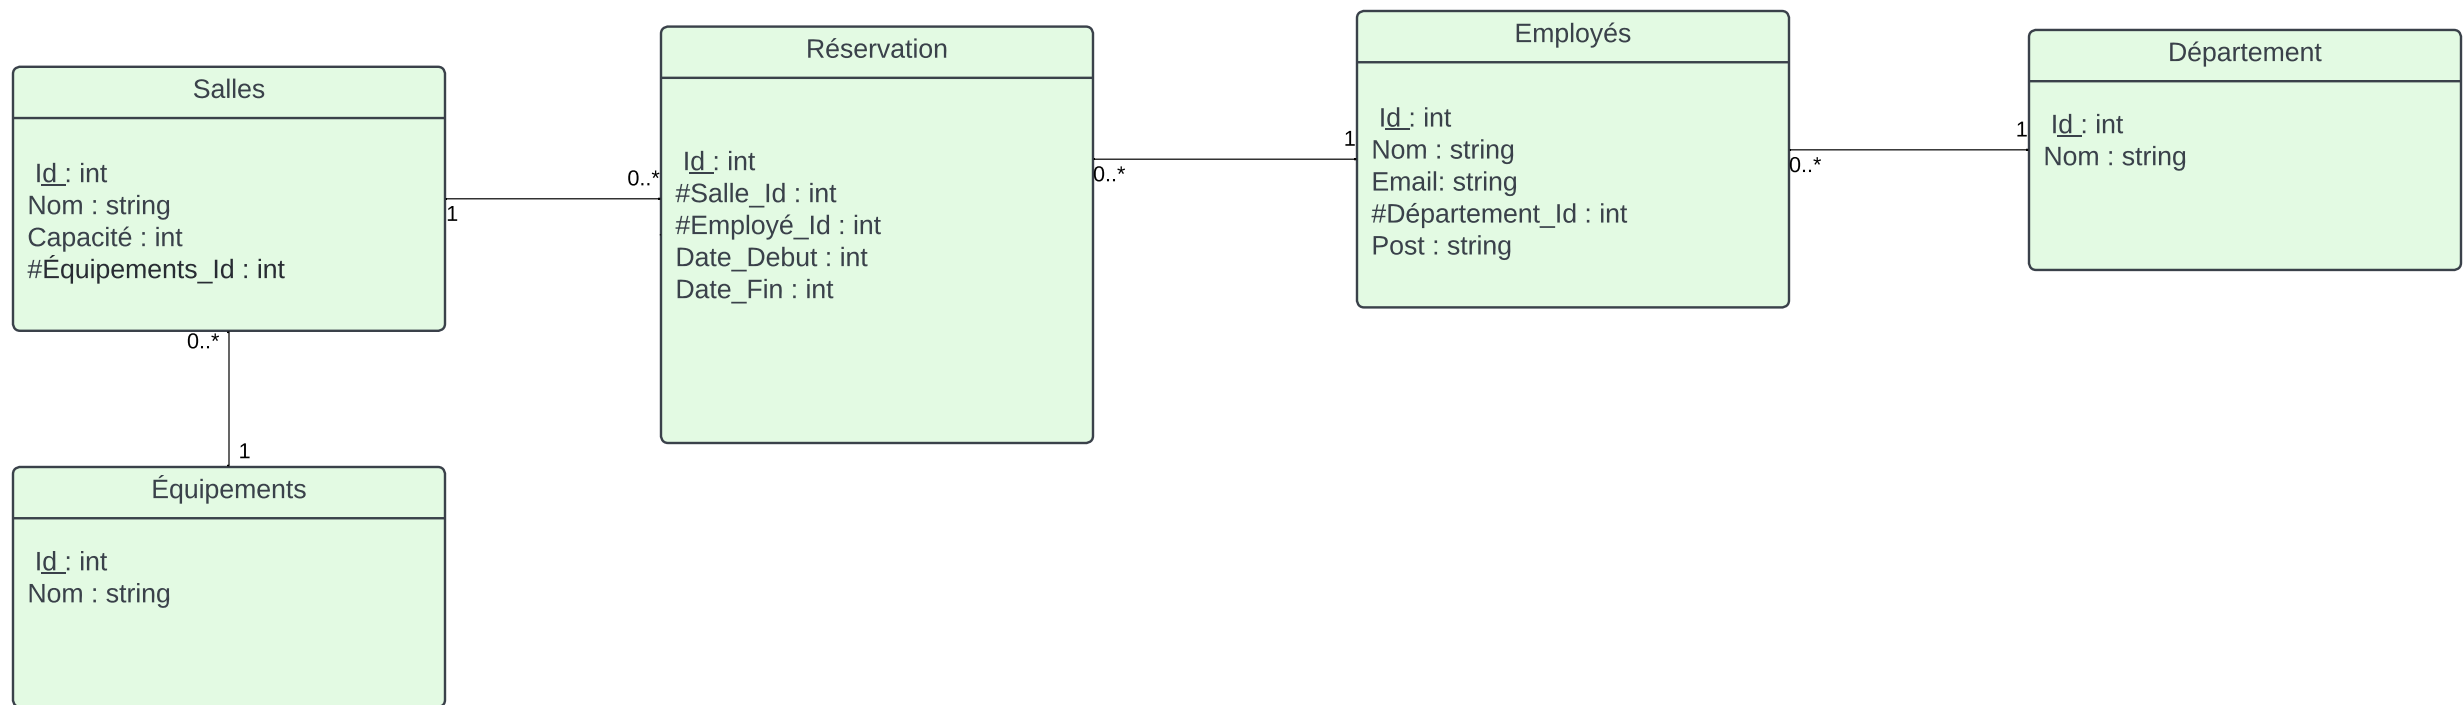 Salles
Id : int
Nom : string
Capacité : int
#Équipements_Id : int
1
0..*
Réservation
Id : int
#Salle_Id : int
#Employé_Id : int
Date_Debut : int
Date_Fin : int
0..*
1
Employés
Id : int
Nom : string
Email: string
#Département_Id : int
Post : string
0..*
1
Département
Id : int
Nom : string
0..*
1
Équipements
Id : int
Nom : string